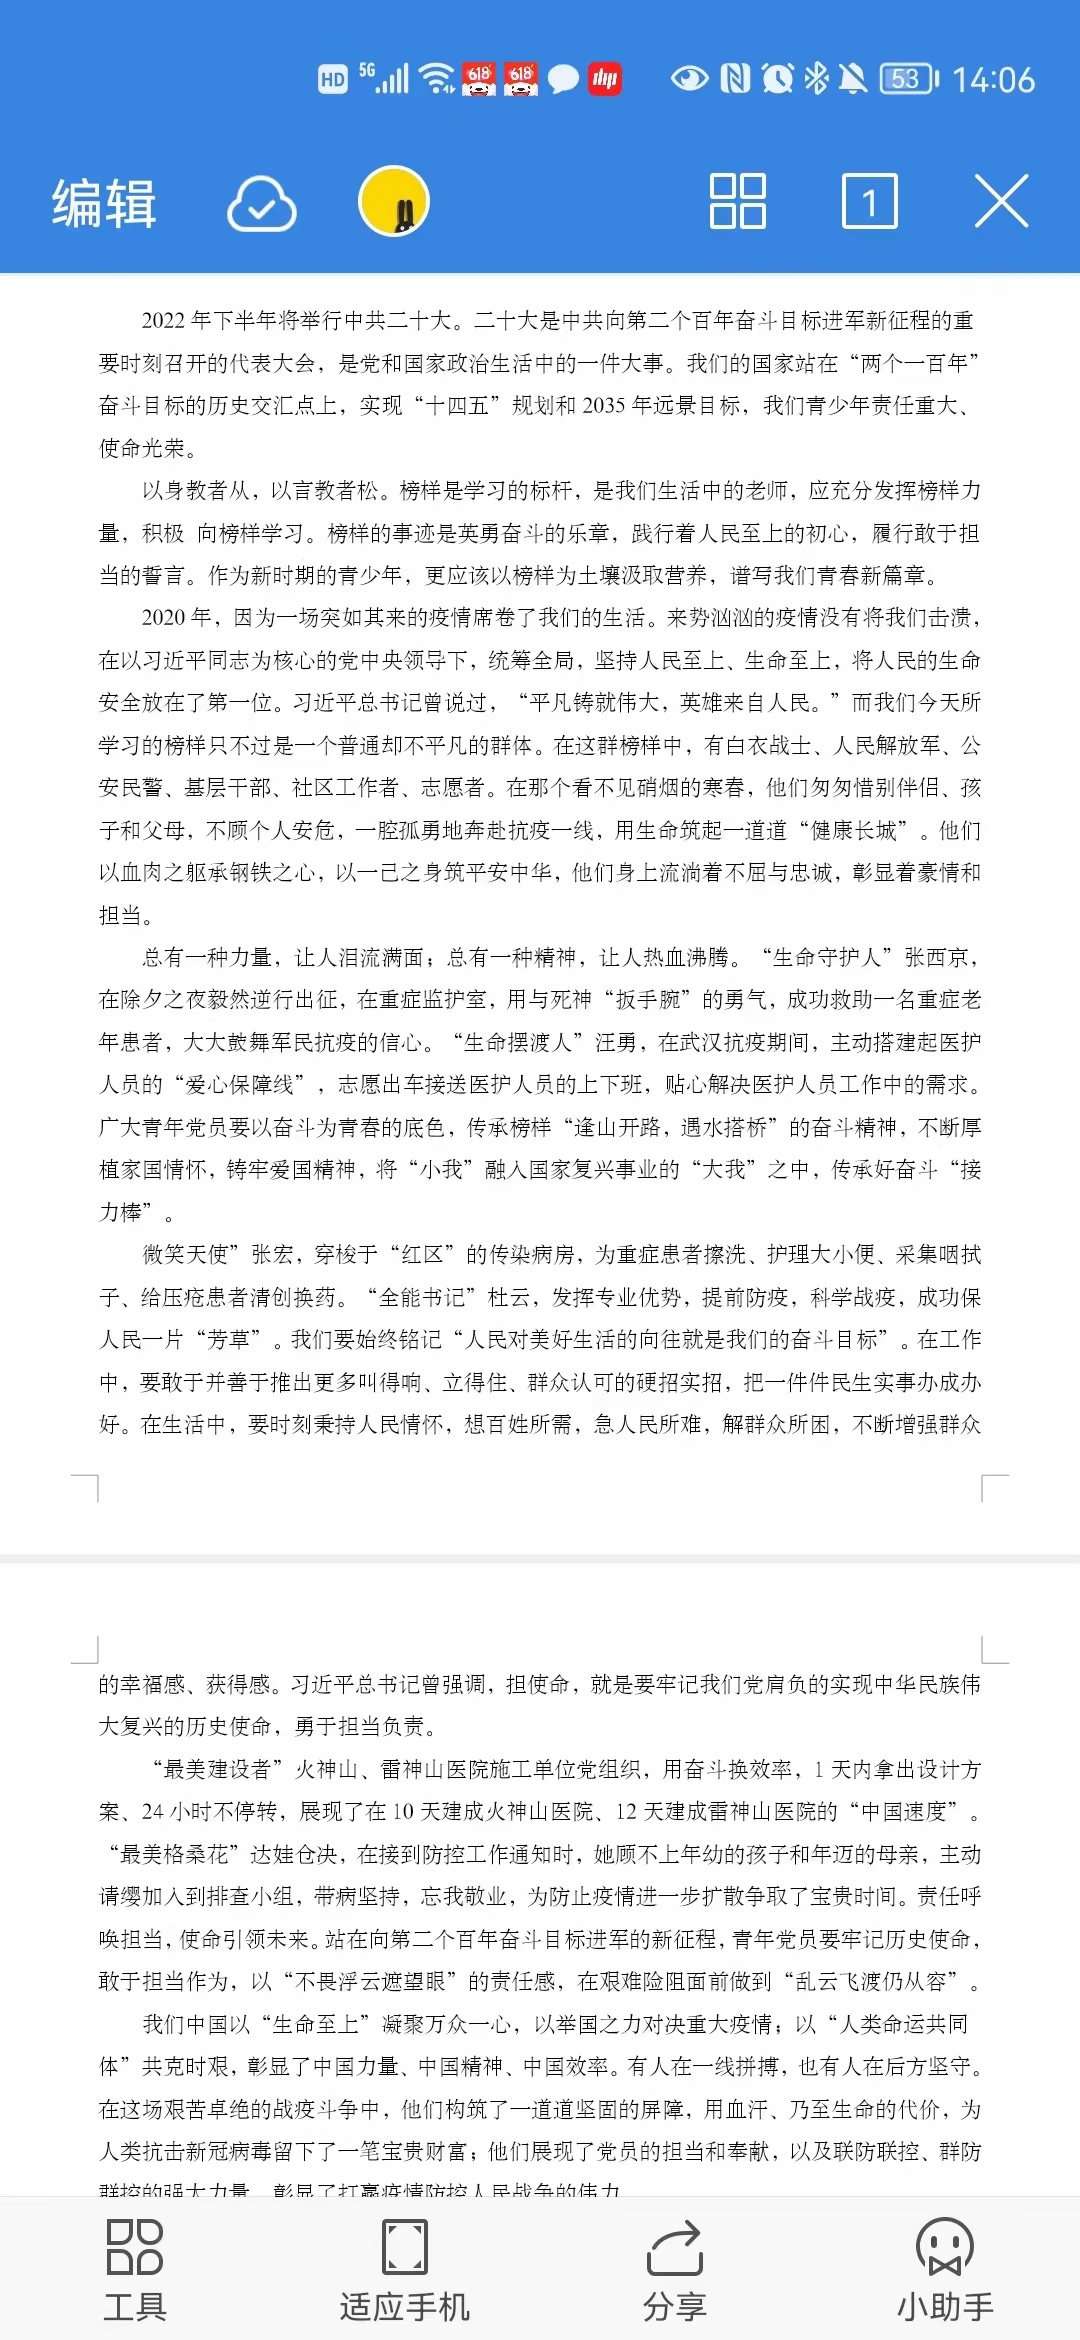 HD 5G 618 618 53 14:06
编辑 1
2022 年下半年将举行中共二十大。二十大是中共向第二个百年奋斗目标进军新征程的重
要时刻召开的代表大会，是党和国家政治生活中的一件大事。我们的国家站在“两个一百年”
奋斗目标的历史交汇点上，实现“十四五”规划和 2035 年远景目标，我们青少年责任重大、
使命光荣。
以身教者从，以言教者松。榜样是学习的标杆，是我们生活中的老师，应充分发挥榜样力
量，积极 向榜样学习。榜样的事迹是英勇奋斗的乐章，践行着人民至上的初心，履行敢于担
当的誓言。作为新时期的青少年，更应该以榜样为土壤汲取营养，谱写我们青春新篇章。
2020 年，因为一场突如其来的疫情席卷了我们的生活。来势汹汹的疫情没有将我们击溃，
在以习近平同志为核心的党中央领导下，统筹全局，坚持人民至上、生命至上，将人民的生命
安全放在了第一位。习近平总书记曾说过，“平凡铸就伟大，英雄来自人民。”而我们今天所
学习的榜样只不过是一个普通却不平凡的群体。在这群榜样中，有白衣战士、人民解放军、公
安民警、基层干部、社区工作者、志愿者。在那个看不见硝烟的寒春，他们匆匆惜别伴侣、孩
子和父母，不顾个人安危，一腔孤勇地奔赴抗疫一线，用生命筑起一道道“健康长城”。他们
以血肉之躯承钢铁之心，以一己之身筑平安中华，他们身上流淌着不屈与忠诚，彰显着豪情和
担当。
总有一种力量，让人泪流满面；总有一种精神，让人热血沸腾。“生命守护人”张西京，
在除夕之夜毅然逆行出征，在重症监护室，用与死神“扳手腕”的勇气，成功救助一名重症老
年患者，大大鼓舞军民抗疫的信心。“生命摆渡人”汪勇，在武汉抗疫期间，主动搭建起医护
人员的“爱心保障线”，志愿出车接送医护人员的上下班，贴心解决医护人员工作中的需求。
广大青年党员要以奋斗为青春的底色，传承榜样“逢山开路，遇水搭桥”的奋斗精神，不断厚
植家国情怀，铸牢爱国精神，将“小我”融入国家复兴事业的“大我”之中，传承好奋斗“接
力棒”。
微笑天使”张宏，穿梭于“红区”的传染病房，为重症患者擦洗、护理大小便、采集咽拭
子、给压疮患者清创换药。“全能书记”杜云，发挥专业优势，提前防疫，科学战疫，成功保
人民一片“芳草”。我们要始终铭记“人民对美好生活的向往就是我们的奋斗目标”。在工作
中，要敢于并善于推出更多叫得响、立得住、群众认可的硬招实招，把一件件民生实事办成办
好。在生活中，要时刻秉持人民情怀，想百姓所需，急人民所难，解群众所困，不断增强群众
的幸福感、获得感。习近平总书记曾强调，担使命，就是要牢记我们党肩负的实现中华民族伟
大复兴的历史使命，勇于担当负责。
“最美建设者”火神山、雷神山医院施工单位党组织，用奋斗换效率，1 天内拿出设计方
案、24 小时不停转，展现了在 10 天建成火神山医院、12 天建成雷神山医院的“中国速度”。
“最美格桑花”达娃仓决，在接到防控工作通知时，她顾不上年幼的孩子和年迈的母亲，主动
请缨加入到排查小组，带病坚持，忘我敬业，为防止疫情进一步扩散争取了宝贵时间。责任呼
唤担当，使命引领未来。站在向第二个百年奋斗目标进军的新征程，青年党员要牢记历史使命，
敢于担当作为，以“不畏浮云遮望眼”的责任感，在艰难险阻面前做到“乱云飞渡仍从容”。
我们中国以“生命至上”凝聚万众一心，以举国之力对决重大疫情；以“人类命运共同
体”共克时艰，彰显了中国力量、中国精神、中国效率。有人在一线拼搏，也有人在后方坚守。
在这场艰苦卓绝的战疫斗争中，他们构筑了一道道坚固的屏障，用血汗、乃至生命的代价，为
人类抗击新冠病毒留下了一笔宝贵财富；他们展现了党员的担当和奉献，以及联防联控、群防
群控的强大力量，彰显了打赢疫情防控人民战争的伟力
工具 适应手机 分享 小助手